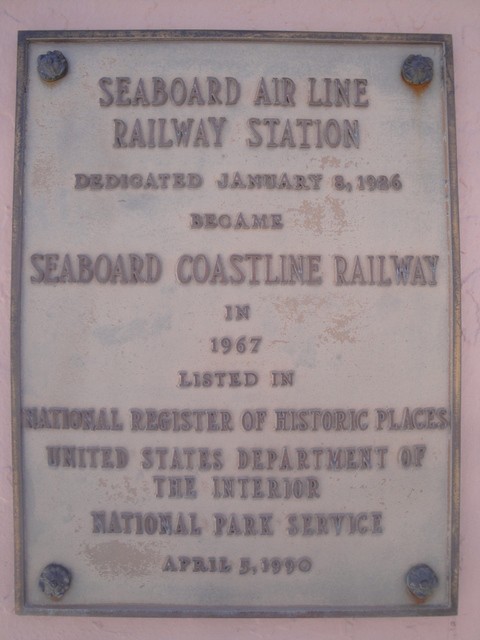 SEABOARD AIR LINE
RAILWAY STATION
DEDICATED JANUARY 8, 1926
BECAME
SEABOARD COASTLINE RAILWAY
IN
1967
LISTED IN
NATIONAL REGISTER OF HISTORIC PLACES
UNITED STATES DEPARTMENT OF
THE INTERIOR
NATIONAL PARK SERVICE
APRIL 5, 1990